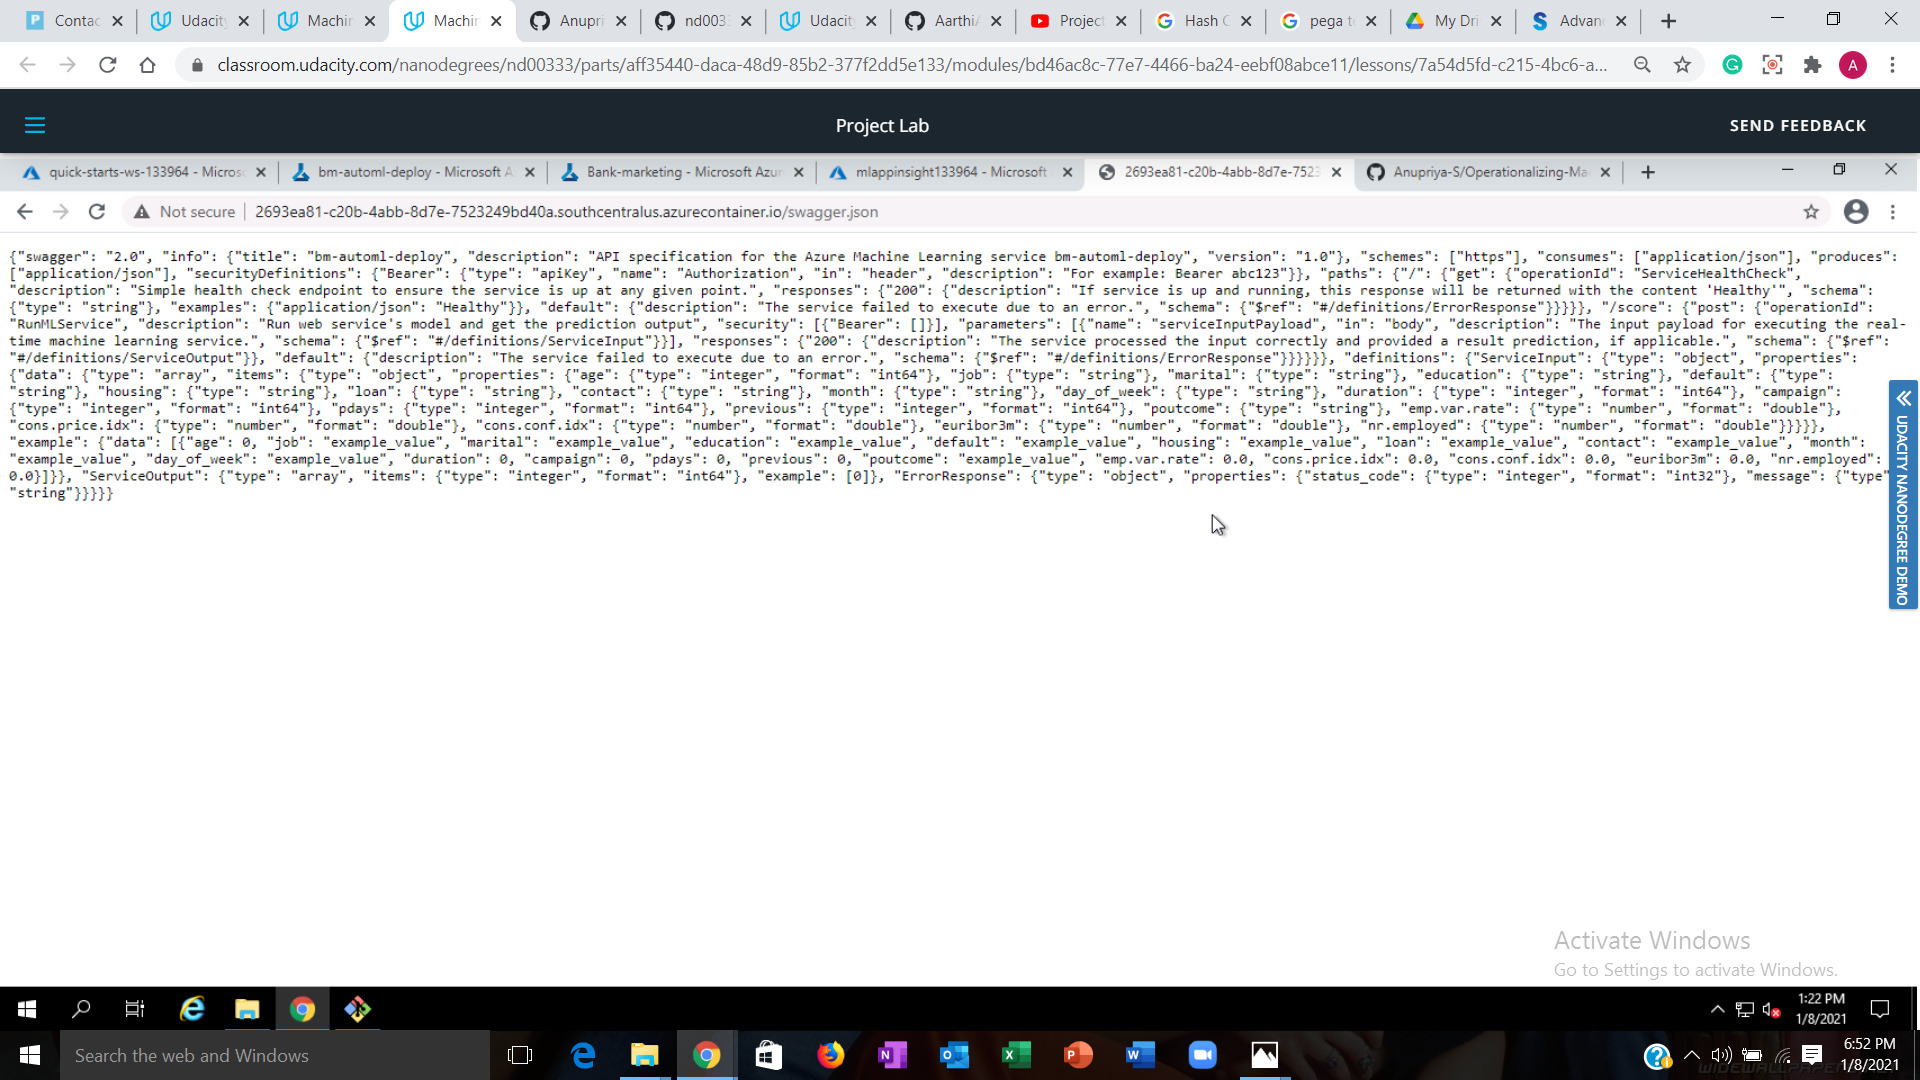 Contac
Udacity
Machin
Machin
Anupri
nd0033
Udacity
AarthiA
Project
Hash C
pega t
My Dri
Advan
classroom.udacity.com/nanodegrees/nd00333/parts/aff35440-daca-48d9-85b2-377f2dd5e133/modules/bd46ac8c-77e7-4466-ba24-eebf08abce11/lessons/7a54d5fd-c215-4bc6-a...
A
Project Lab
SEND FEEDBACK
quick-starts-ws-133964 - Micros
bm-automl-deploy - Microsoft A
Bank-marketing - Microsoft Azur
mlappinsight133964 - Microsoft
2693ea81-c20b-4abb-8d7e-7523
Anupriya-S/Operationalizing-Ma
Not secure
2693ea81-c20b-4abb-8d7e-7523249bd40a.southcentralus.azurecontainer.io/swagger.json
{"swagger": "2.0", "info": {"title": "bm-automl-deploy", "description": "API specification for the Azure Machine Learning service bm-automl-deploy", "version": "1.0"}, "schemes": ["https"], "consumes": ["application/json"], "produces":
["application/json"], "securityDefinitions": {"Bearer": {"type": "apiKey", "name": "Authorization", "in": "header", "description": "For example: Bearer abc123"}}, "paths": {"/": {"get": {"operationId": "ServiceHealthCheck",
"description": "Simple health check endpoint to ensure the service is up at any given point.", "responses": {"200": {"description": "If service is up and running, this response will be returned with the content 'Healthy'", "schema":
{"type": "string"}, "examples": {"application/json": "Healthy"}}, "default": {"description": "The service failed to execute due to an error.", "schema": {"$ref": "#/definitions/ErrorResponse"}}}}}, "/score": {"post": {"operationId":
"RunMLService", "description": "Run web service's model and get the prediction output", "security": [{"Bearer": []}], "parameters": [{"name": "serviceInputPayload", "in": "body", "description": "The input payload for executing the real-
time machine learning service.", "schema": {"$ref": "#/definitions/ServiceInput"}}], "responses": {"200": {"description": "The service processed the input correctly and provided a result prediction, if applicable.", "schema": {"$ref":
"#/definitions/ServiceOutput"}}, "default": {"description": "The service failed to execute due to an error.", "schema": {"$ref": "#/definitions/ErrorResponse"}}}}}}, "definitions": {"ServiceInput": {"type": "object", "properties":
{"data": {"type": "array", "items": {"type": "object", "properties": {"age": {"type": "integer", "format": "int64"}, "job": {"type": "string"}, "marital": {"type": "string"}, "education": {"type": "string"}, "default": {"type":
"string"}, "housing": {"type": "string"}, "loan": {"type": "string"}, "contact": {"type": "string"}, "month": {"type": "string"}, "day_of_week": {"type": "string"}, "duration": {"type": "integer", "format": "int64"}, "campaign":
{"type": "integer", "format": "int64"}, "pdays": {"type": "integer", "format": "int64"}, "previous": {"type": "integer", "format": "int64"}, "poutcome": {"type": "string"}, "emp.var.rate": {"type": "number", "format": "double"},
"cons.price.idx": {"type": "number", "format": "double"}, "cons.conf.idx": {"type": "number", "format": "double"}, "euribor3m": {"type": "number", "format": "double"}, "nr.employed": {"type": "number", "format": "double"}}}}},
"example": {"data": [{"age": 0, "job": "example_value", "marital": "example_value", "education": "example_value", "default": "example_value", "housing": "example_value", "loan": "example_value", "contact": "example_value", "month":
"example_value", "day_of_week": "example_value", "duration": 0, "campaign": 0, "pdays": 0, "previous": 0, "poutcome": "example_value", "emp.var.rate": 0.0, "cons.price.idx": 0.0, "cons.conf.idx": 0.0, "euribor3m": 0.0, "nr.employed":
0.0}]}}, "ServiceOutput": {"type": "array", "items": {"type": "integer", "format": "int64"}, "example": [0]}, "ErrorResponse": {"type": "object", "properties": {"status_code": {"type": "integer", "format": "int32"}, "message": {"type"
"string"}}}}}
UDACITY NANODEGREE DEMO
Activate Windows
Go to Settings to activate Windows.
1:22 PM
1/8/2021
Search the web and Windows
6:52 PM
1/8/2021